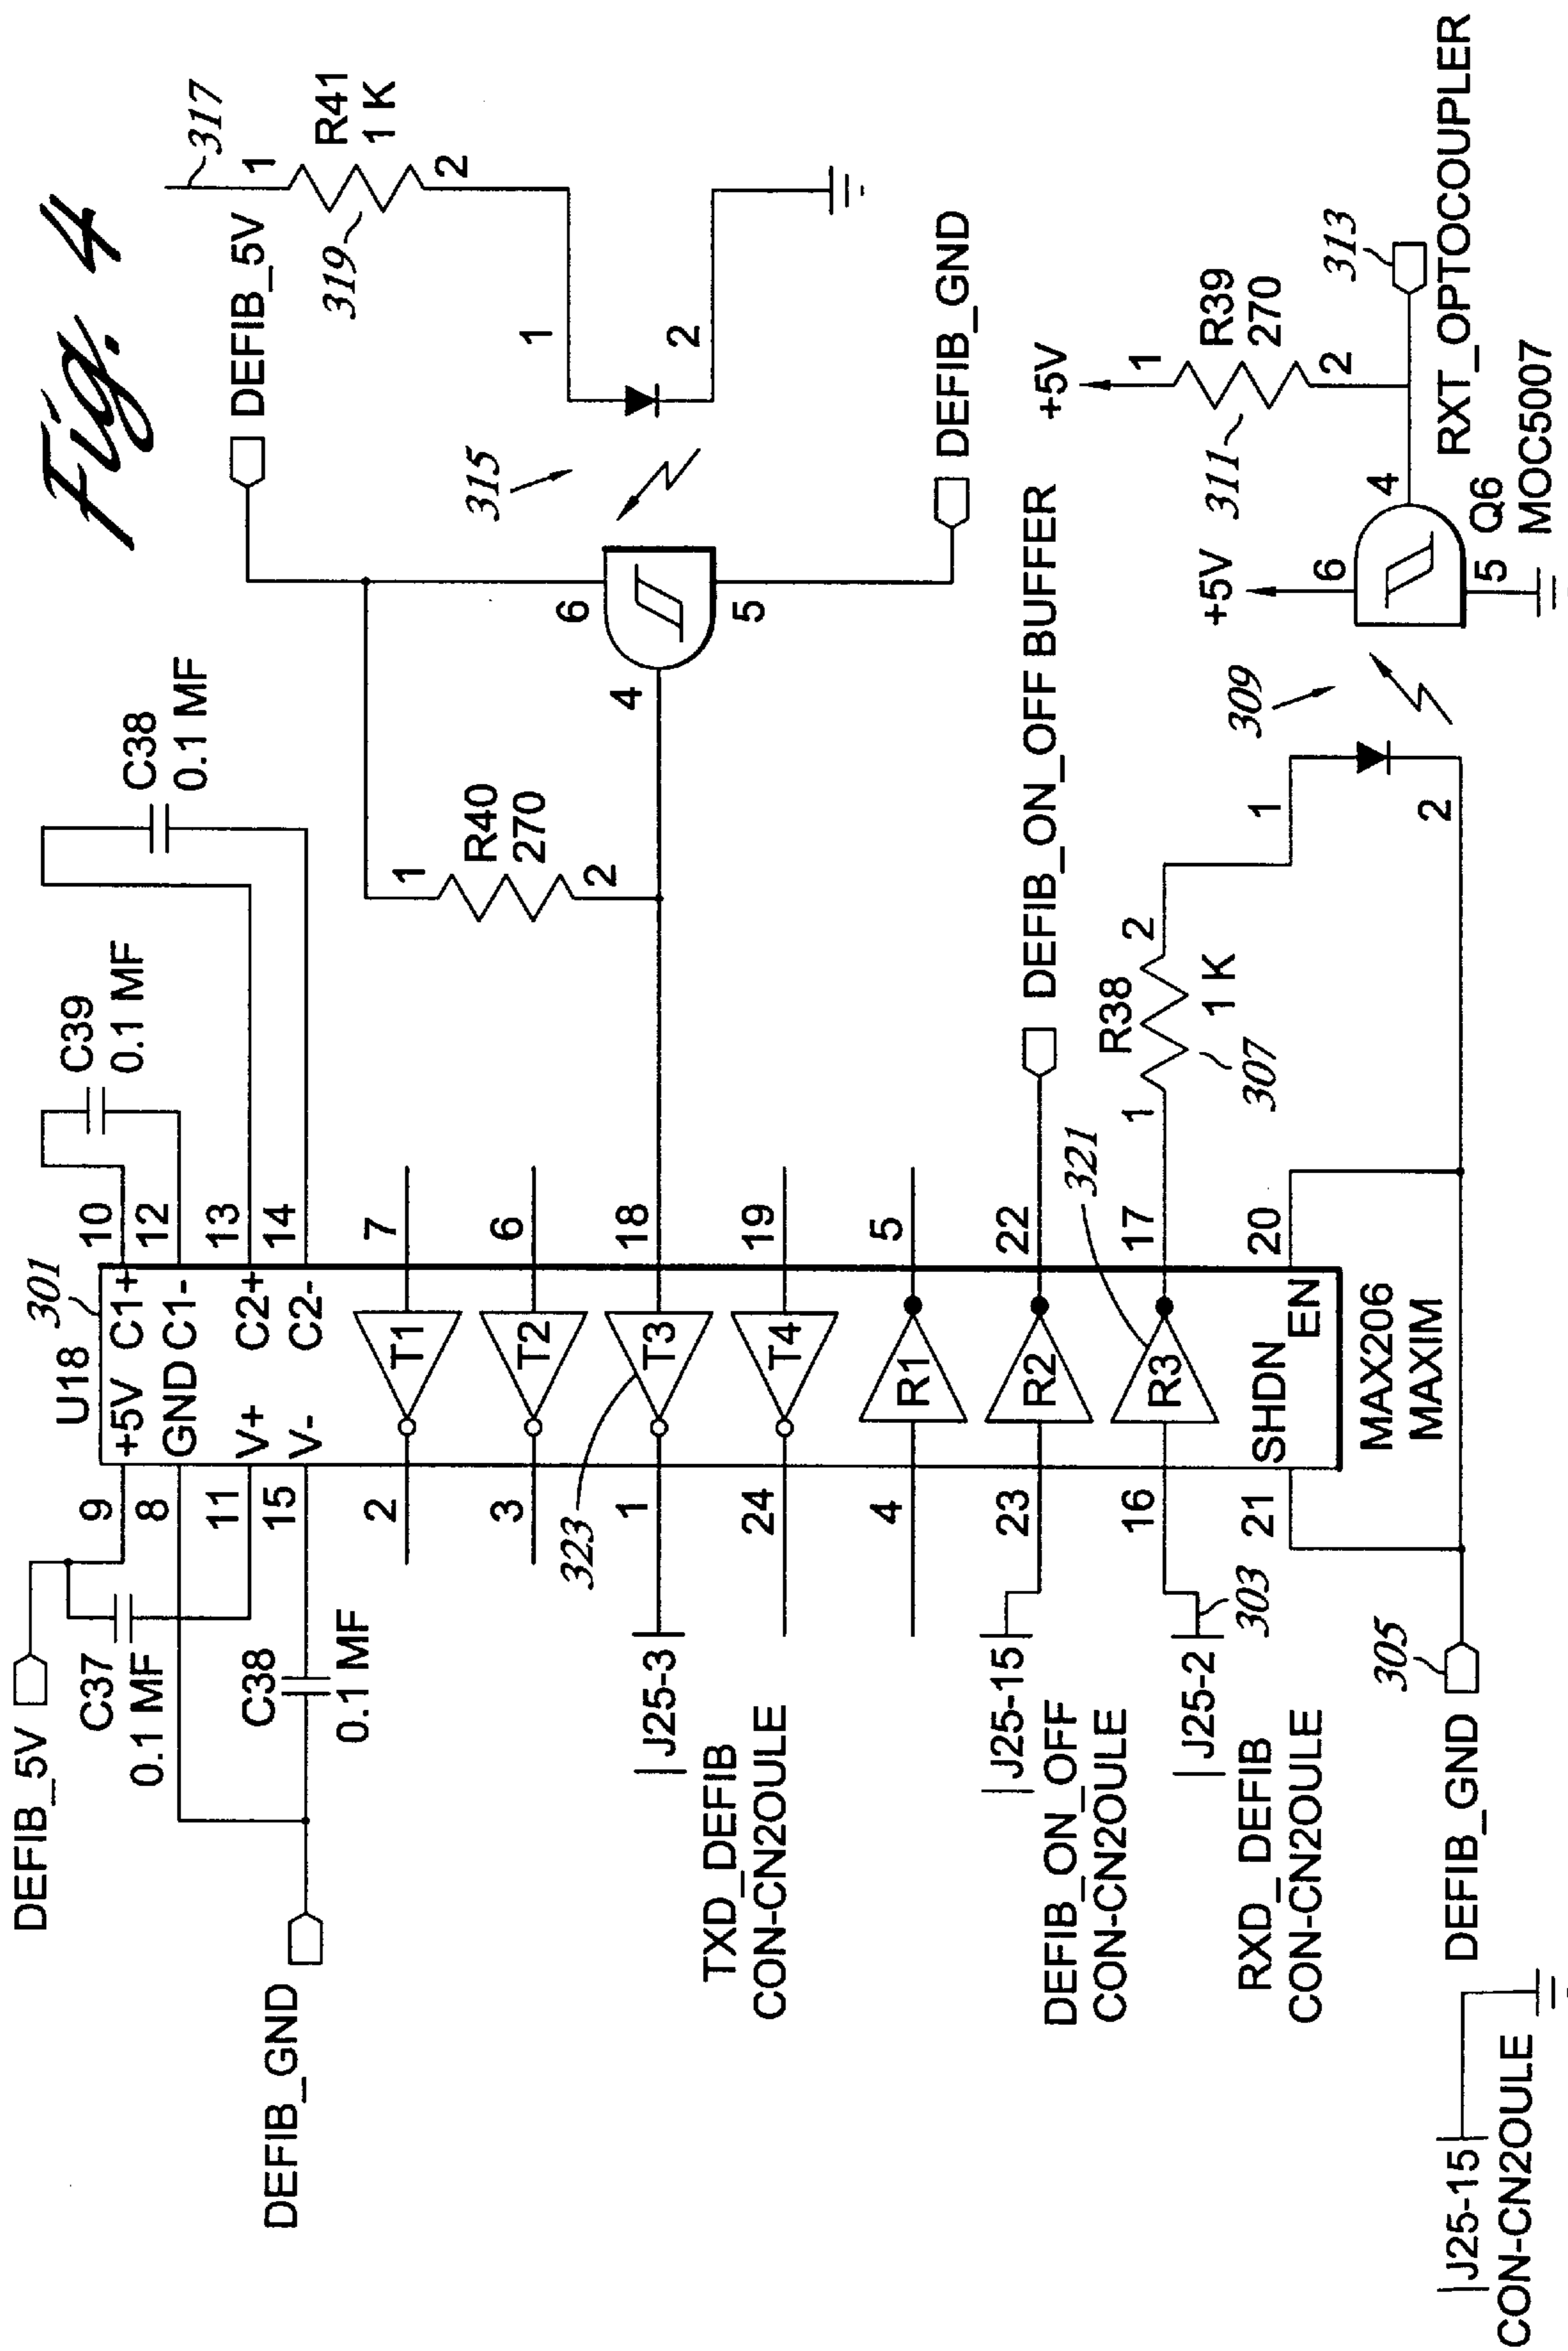 Fig. 4
DEFIB_5V
C37
0.1 MF
DEFIB_GND
C38
0.1 MF
9
8
11
15
U18
301
+5V C1+
GND C1-
V+ C2+
V- C2-
10
12
13
14
C39
0.1 MF
C38
0.1 MF
DEFIB_5V
317
1
R41
1 K
319
2
1
2
315
6
5
4
DEFIB_GND
1
R40
270
2
2
T1
7
3
T2
6
323
1
T3
18
24
T4
19
4
R1
5
23
R2
22
16
R3
17
321
21
SHDN
EN
20
MAX206
MAXIM
J25-3
TXD_DEFIB
CON-CN2OULE
J25-15
DEFIB_ON_OFF
CON-CN2OULE
J25-2
303
RXD_DEFIB
CON-CN2OULE
305
DEFIB_GND
J25-15
CON-CN2OULE
DEFIB_ON_OFF BUFFER
1
R38
1 K
307
2
1
2
309
+5V
6
5
4
Q6
MOC5007
+5V
1
R39
270
311
2
313
RXT_OPTOCOUPLER